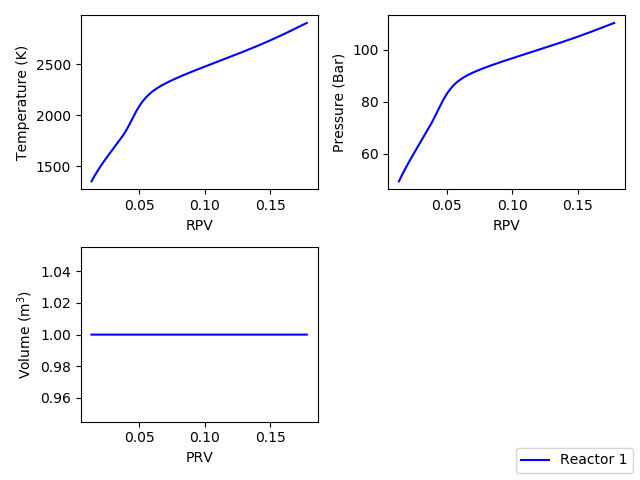 Temperature (K)
2500
2000
1500
0.05 0.10 0.15
RPV
Pressure (Bar)
100
80
60
0.05 0.10 0.15
RPV
Volume (m³)
1.04
1.02
1.00
0.98
0.96
0.05 0.10 0.15
PRV
Reactor 1